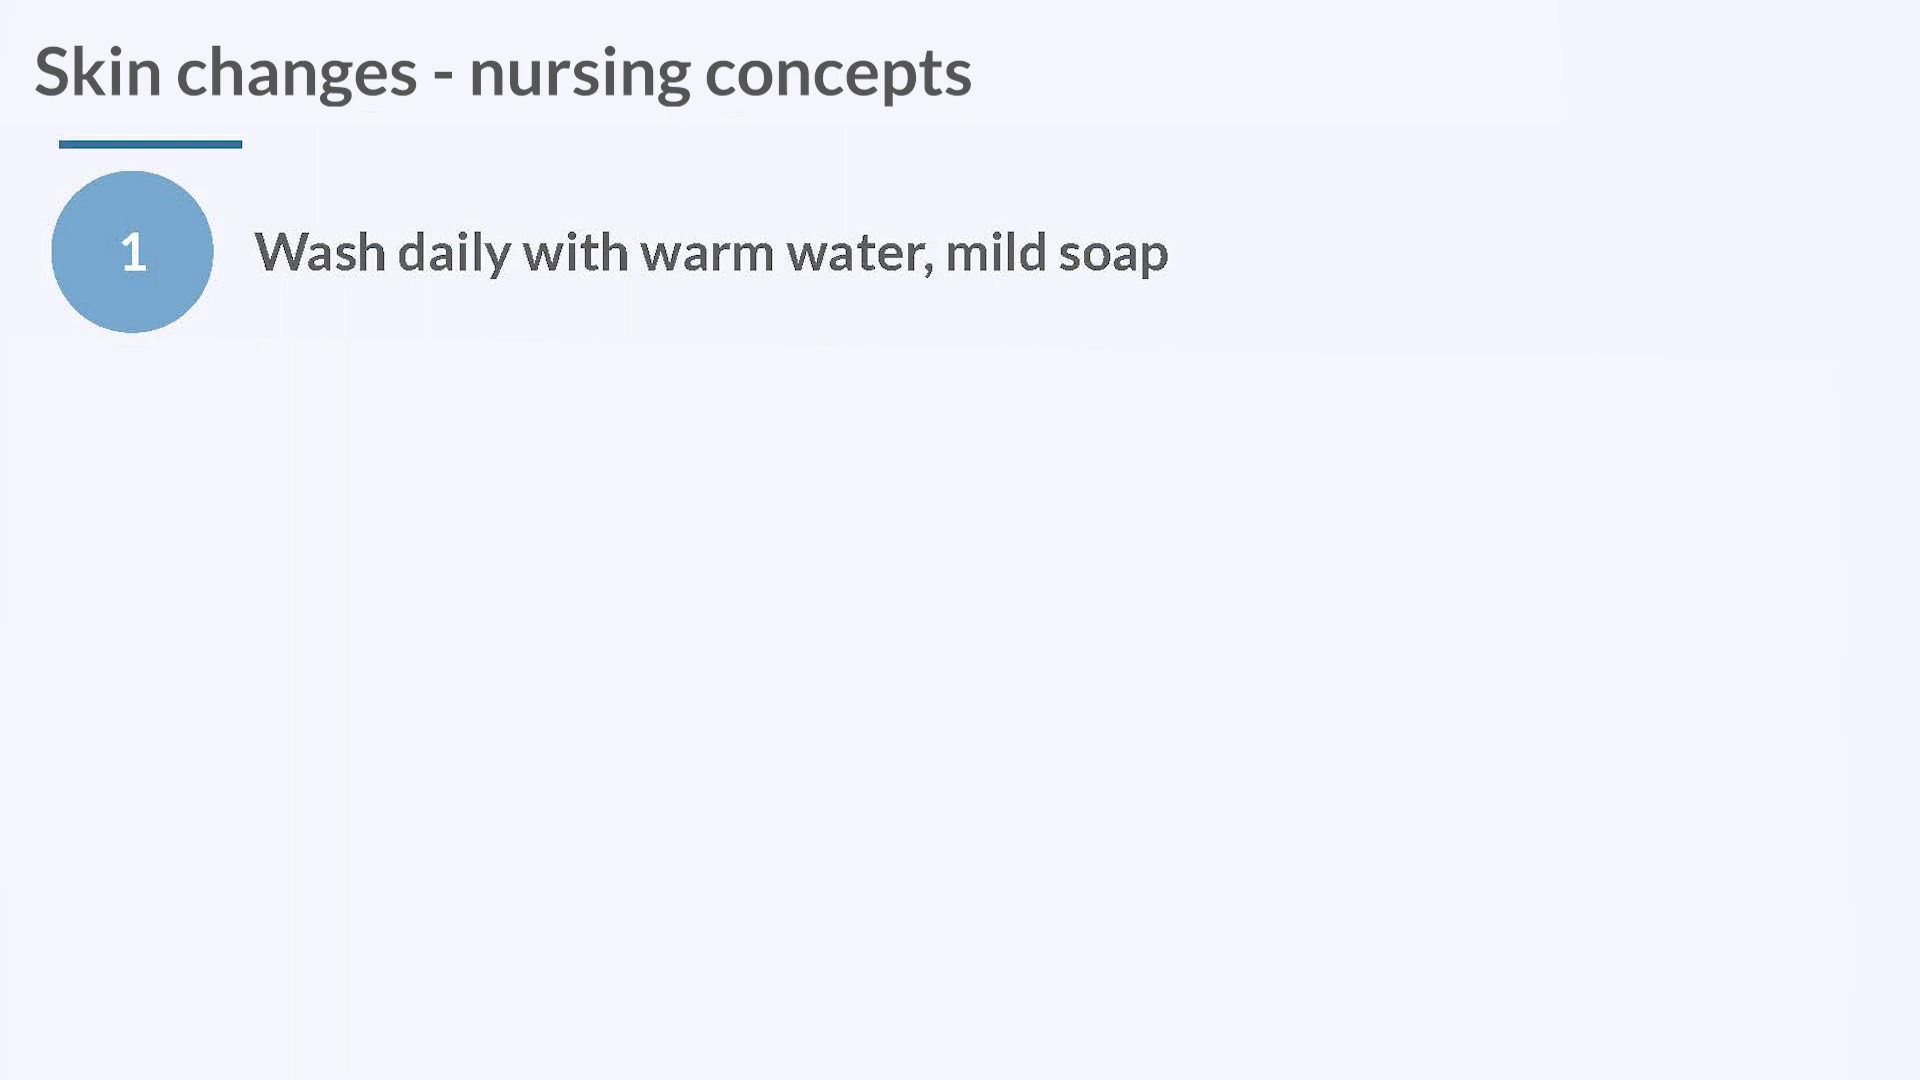 Skin changes - nursing concepts
1 Wash daily with warm water, mild soap